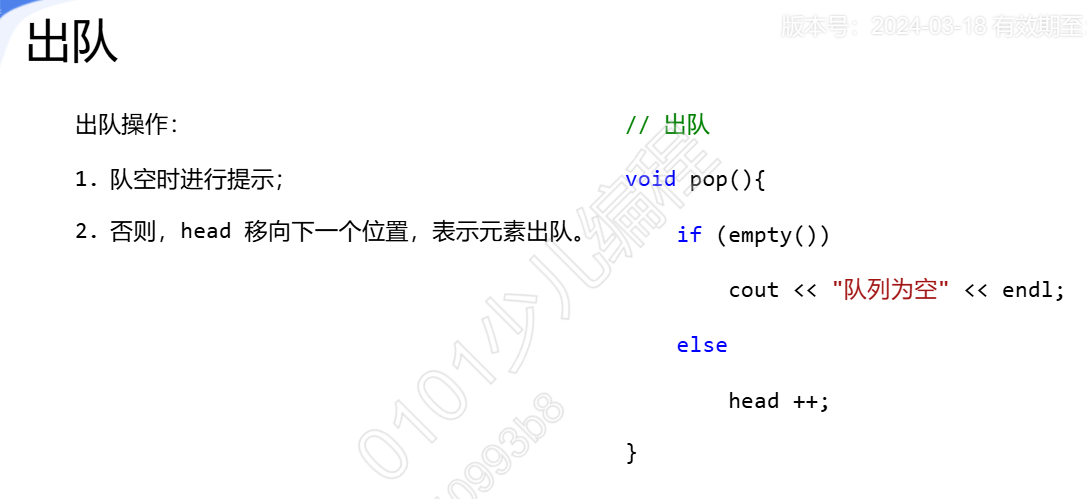 版本号：2024-03-18 有效期至
出队
出队操作：
1. 队空时进行提示；
2. 否则，head 移向下一个位置，表示元素出队。
// 出队
void pop(){
if (empty())
cout << "队列为空" << endl;
else
head ++;
}
0101少儿编程
0993b8